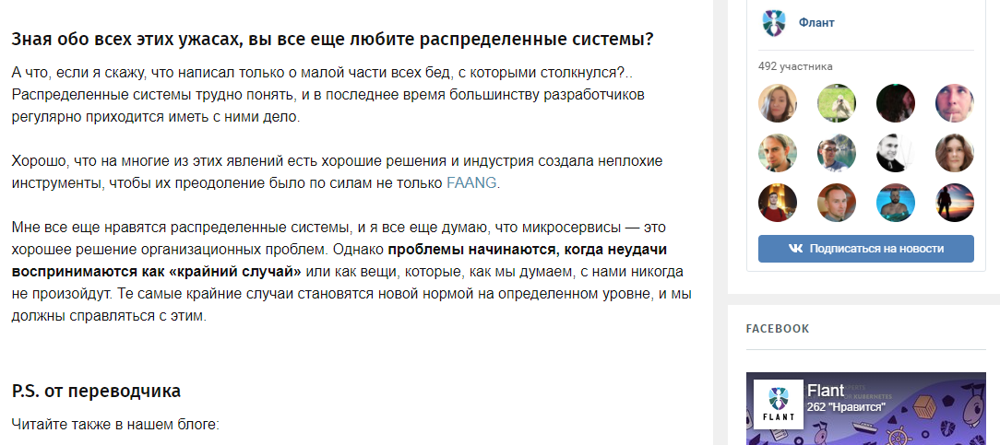 Зная обо всех этих ужасах, вы все еще любите распределенные системы?
А что, если я скажу, что написал только о малой части всех бед, с которыми столкнулся?..
Распределенные системы трудно понять, и в последнее время большинству разработчиков
регулярно приходится иметь с ними дело.
Хорошо, что на многие из этих явлений есть хорошие решения и индустрия создала неплохие
инструменты, чтобы их преодоление было по силам не только FAANG.
Мне все еще нравятся распределенные системы, и я все еще думаю, что микросервисы — это
хорошее решение организационных проблем. Однако проблемы начинаются, когда неудачи
воспринимаются как «крайний случай» или как вещи, которые, как мы думаем, с нами никогда
не произойдут. Те самые крайние случаи становятся новой нормой на определенном уровне, и мы
должны справляться с этим.
P.S. от переводчика
Читайте также в нашем блоге:
Флант
492 участника
Подписаться на новости
FACEBOOK
Flant
262 "Нравится"
FLANT
KUBERNETES